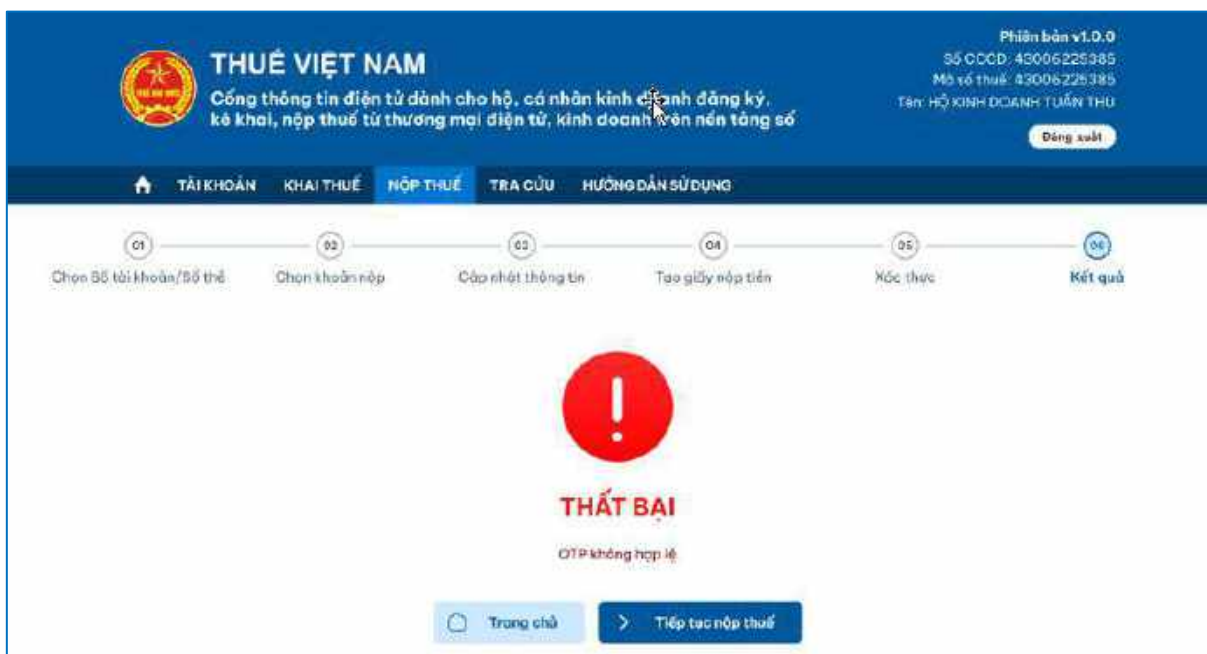 Phiên bản v1.0.0
THUẾ VIỆT NAM
Số CCCD: 43006225385
Cổng thông tin điện tử dành cho hộ, cá nhân kinh doanh đăng ký,
Mã số thuế: 43006225385
kê khai, nộp thuế từ thương mại điện tử, kinh doanh trên nền tảng số
Tên: HỘ KINH DOANH TUẤN THU
Đăng xuất
TÀI KHOẢN KHAI THUẾ NỘP THUẾ TRA CỨU HƯỚNG DẪN SỬ DỤNG
01 02 03 04 05 06
Chọn Số tài khoản/Số thẻ Chọn khoản nộp Cập nhật thông tin Tạo giấy nộp tiền Xác thực Kết quả
THẤT BẠI
OTP không hợp lệ
Trang chủ Tiếp tục nộp thuế